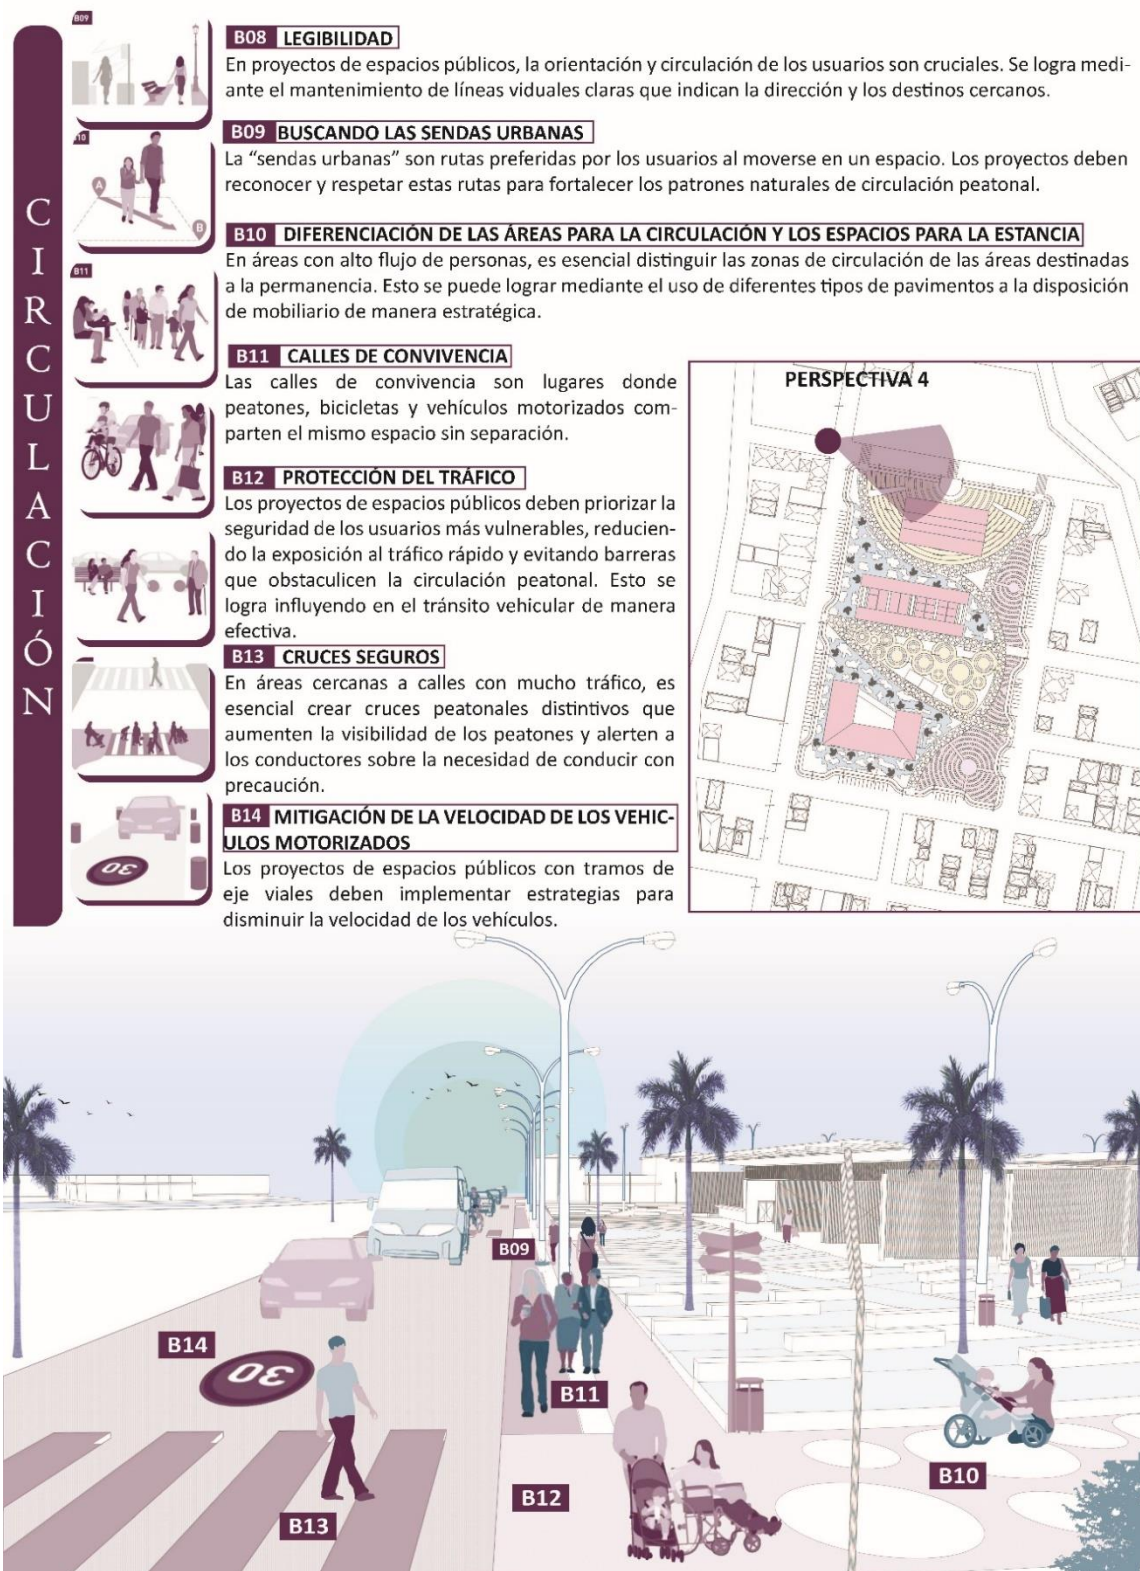 CIRCULACIÓN
B09
B08 LEGIBILIDAD
En proyectos de espacios públicos, la orientación y circulación de los usuarios son cruciales. Se logra medi-
ante el mantenimiento de líneas viduales claras que indican la dirección y los destinos cercanos.
10
B09 BUSCANDO LAS SENDAS URBANAS
La “sendas urbanas” son rutas preferidas por los usuarios al moverse en un espacio. Los proyectos deben
reconocer y respetar estas rutas para fortalecer los patrones naturales de circulación peatonal.
A
B
B10 DIFERENCIACIÓN DE LAS ÁREAS PARA LA CIRCULACIÓN Y LOS ESPACIOS PARA LA ESTANCIA
En áreas con alto flujo de personas, es esencial distinguir las zonas de circulación de las áreas destinadas
a la permanencia. Esto se puede lograr mediante el uso de diferentes tipos de pavimentos a la disposición
de mobiliario de manera estratégica.
B11
B11 CALLES DE CONVIVENCIA
Las calles de convivencia son lugares donde
peatones, bicicletas y vehículos motorizados com-
parten el mismo espacio sin separación.
B12 PROTECCIÓN DEL TRÁFICO
Los proyectos de espacios públicos deben priorizar la
seguridad de los usuarios más vulnerables, reducien-
do la exposición al tráfico rápido y evitando barreras
que obstaculicen la circulación peatonal. Esto se
logra influyendo en el tránsito vehicular de manera
efectiva.
B13 CRUCES SEGUROS
En áreas cercanas a calles con mucho tráfico, es
esencial crear cruces peatonales distintivos que
aumenten la visibilidad de los peatones y alerten a
los conductores sobre la necesidad de conducir con
precaución.
B14 MITIGACIÓN DE LA VELOCIDAD DE LOS VEHIC-
ULOS MOTORIZADOS
Los proyectos de espacios públicos con tramos de
eje viales deben implementar estrategias para
disminuir la velocidad de los vehículos.
30
PERSPECTIVA 4
B09
B14
30
B11
B10
B12
B13